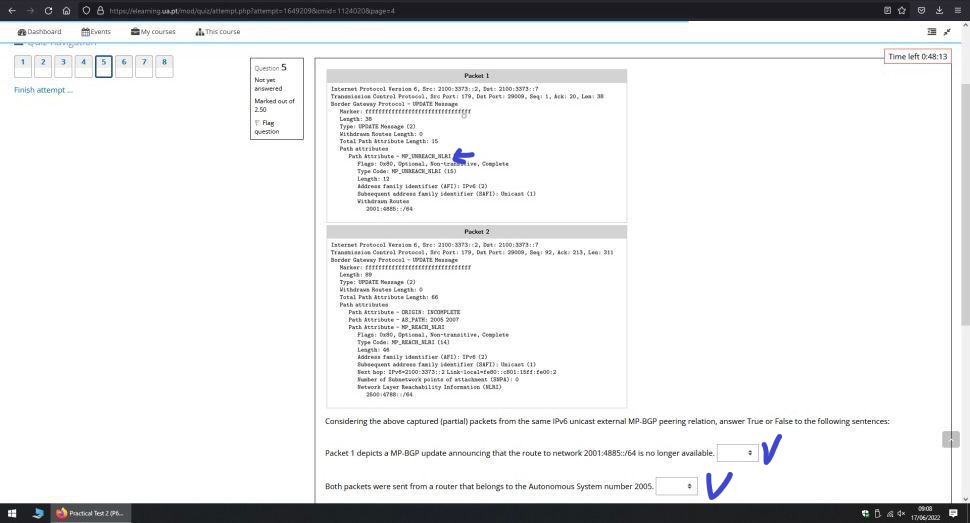 https://elearning.ua.pt/mod/quiz/attempt.php?attempt=1649209&cmid=1124020&page=4
Dashboard Events My courses This course
Quiz navigation
1 2 3 4 5 6 7 8
Finish attempt ...
Time left 0:48:13
Question 5
Not yet
answered
Marked out of
2.50
Flag
question
Packet 1
Internet Protocol Version 6, Src: 2100:3373::2, Dst: 2100:3373::7
Transmission Control Protocol, Src Port: 179, Dst Port: 29009, Seq: 1, Ack: 20, Len: 38
Border Gateway Protocol - UPDATE Message
Marker: ffffffffffffffffffffffffffffffff
Length: 38
Type: UPDATE Message (2)
Withdrawn Routes Length: 0
Total Path Attribute Length: 15
Path attributes
Path Attribute - MP_UNREACH_NLRI
Flags: 0x80, Optional, Non-transitive, Complete
Type Code: MP_UNREACH_NLRI (15)
Length: 12
Address family identifier (AFI): IPv6 (2)
Subsequent address family identifier (SAFI): Unicast (1)
Withdrawn Routes
2001:4885::/64
Packet 2
Internet Protocol Version 6, Src: 2100:3373::2, Dst: 2100:3373::7
Transmission Control Protocol, Src Port: 179, Dst Port: 29009, Seq: 92, Ack: 213, Len: 311
Border Gateway Protocol - UPDATE Message
Marker: ffffffffffffffffffffffffffffffff
Length: 89
Type: UPDATE Message (2)
Withdrawn Routes Length: 0
Total Path Attribute Length: 66
Path attributes
Path Attribute - ORIGIN: INCOMPLETE
Path Attribute - AS_PATH: 2005 2007
Path Attribute - MP_REACH_NLRI
Flags: 0x80, Optional, Non-transitive, Complete
Type Code: MP_REACH_NLRI (14)
Length: 46
Address family identifier (AFI): IPv6 (2)
Subsequent address family identifier (SAFI): Unicast (1)
Next hop: IPv6=2100:3373::2 Link-local=fe80::c801:15ff:fe00:2
Number of Subnetwork points of attachment (SNPA): 0
Network Layer Reachability Information (NLRI)
2500:4788::/64
Considering the above captured (partial) packets from the same IPv6 unicast external MP-BGP peering relation, answer True or False to the following sentences:
Packet 1 depicts a MP-BGP update announcing that the route to network 2001:4885::/64 is no longer available.
Both packets were sent from a router that belongs to the Autonomous System number 2005.
Practical Test 2 (P6...
09:08
17/06/2022